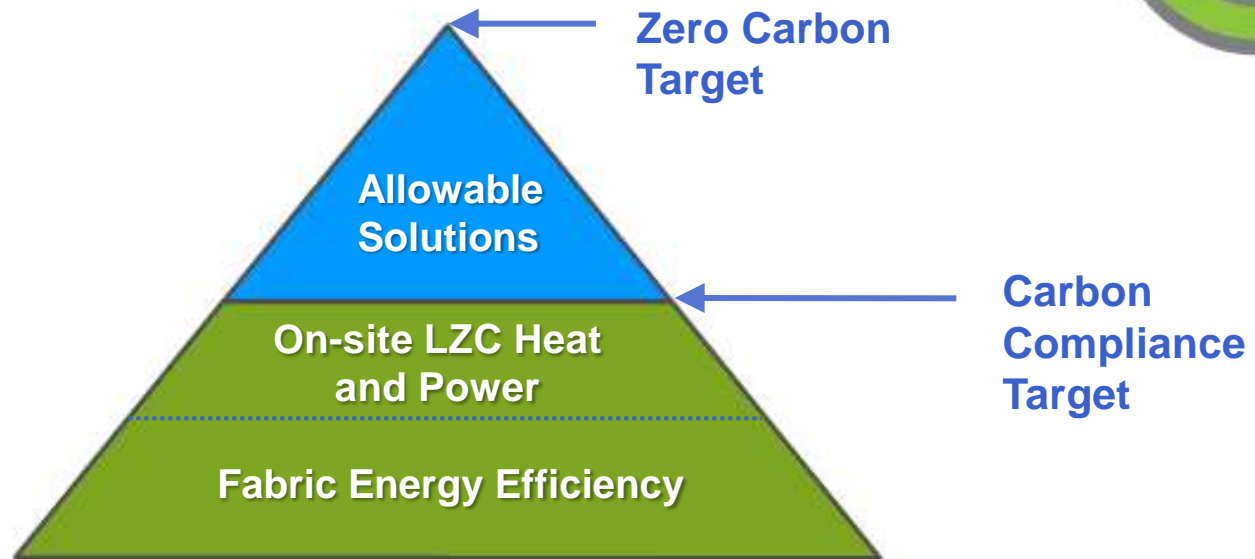 Zero Carbon
Target
Allowable
Solutions
Carbon
Compliance
Target
On-site LZC Heat
and Power
Fabric Energy Efficiency